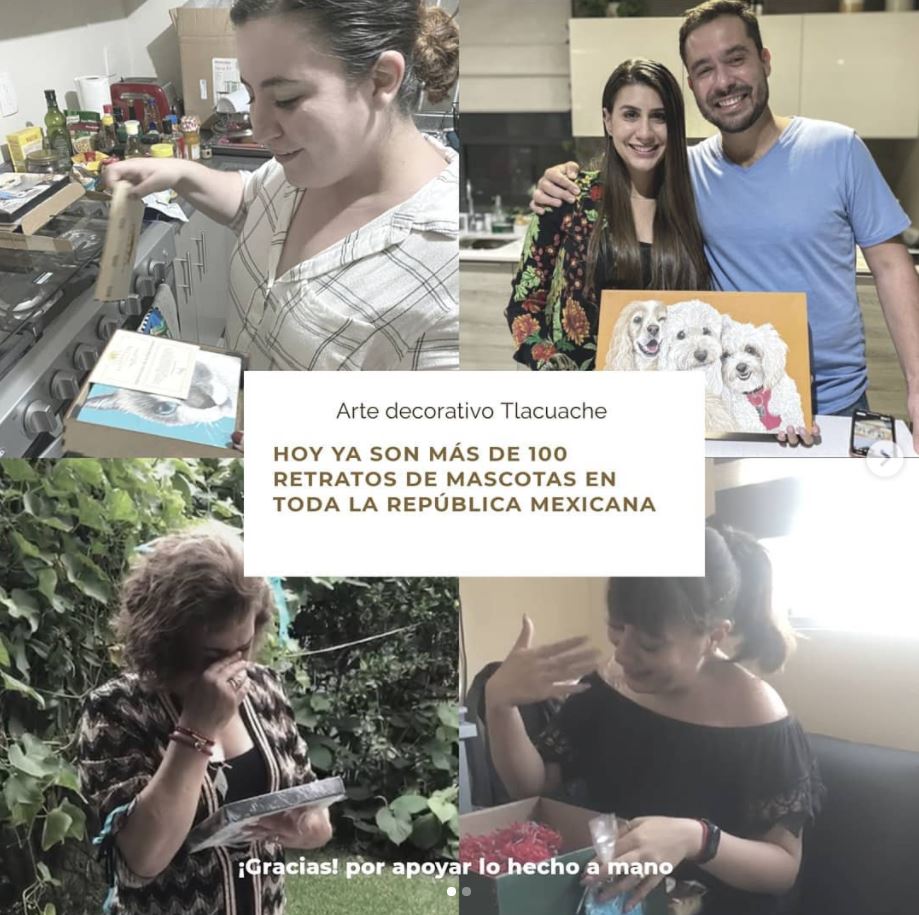 Arte decorativo Tlacuache
HOY YA SON MÁS DE 100
RETRATOS DE MASCOTAS EN
TODA LA REPÚBLICA MEXICANA
¡Gracias! por apoyar lo hecho a mano